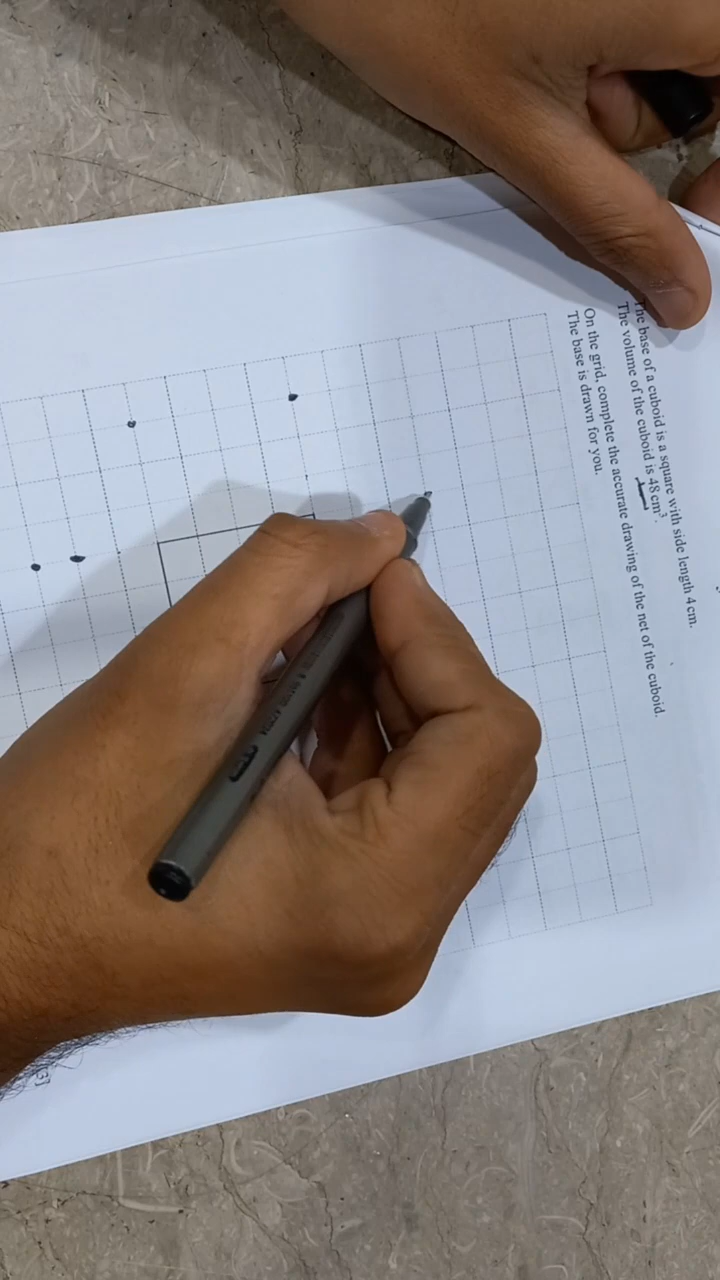 The base of a cuboid is a square with side length 4 cm.
The volume of the cuboid is 48 cm³.
On the grid, complete the accurate drawing of the net of the cuboid.
The base is drawn for you.